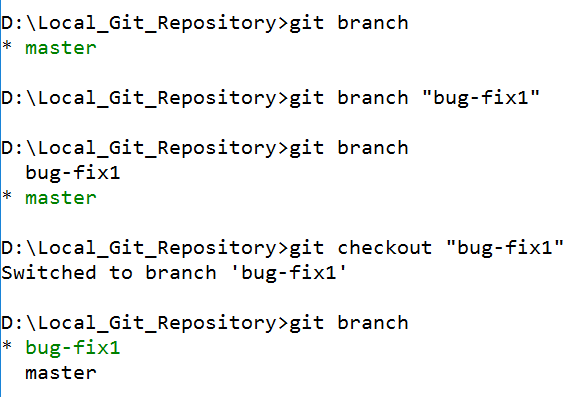 D:\Local_Git_Repository>git branch
* master
D:\Local_Git_Repository>git branch "bug-fix1"
D:\Local_Git_Repository>git branch
  bug-fix1
* master
D:\Local_Git_Repository>git checkout "bug-fix1"
Switched to branch 'bug-fix1'
D:\Local_Git_Repository>git branch
* bug-fix1
  master